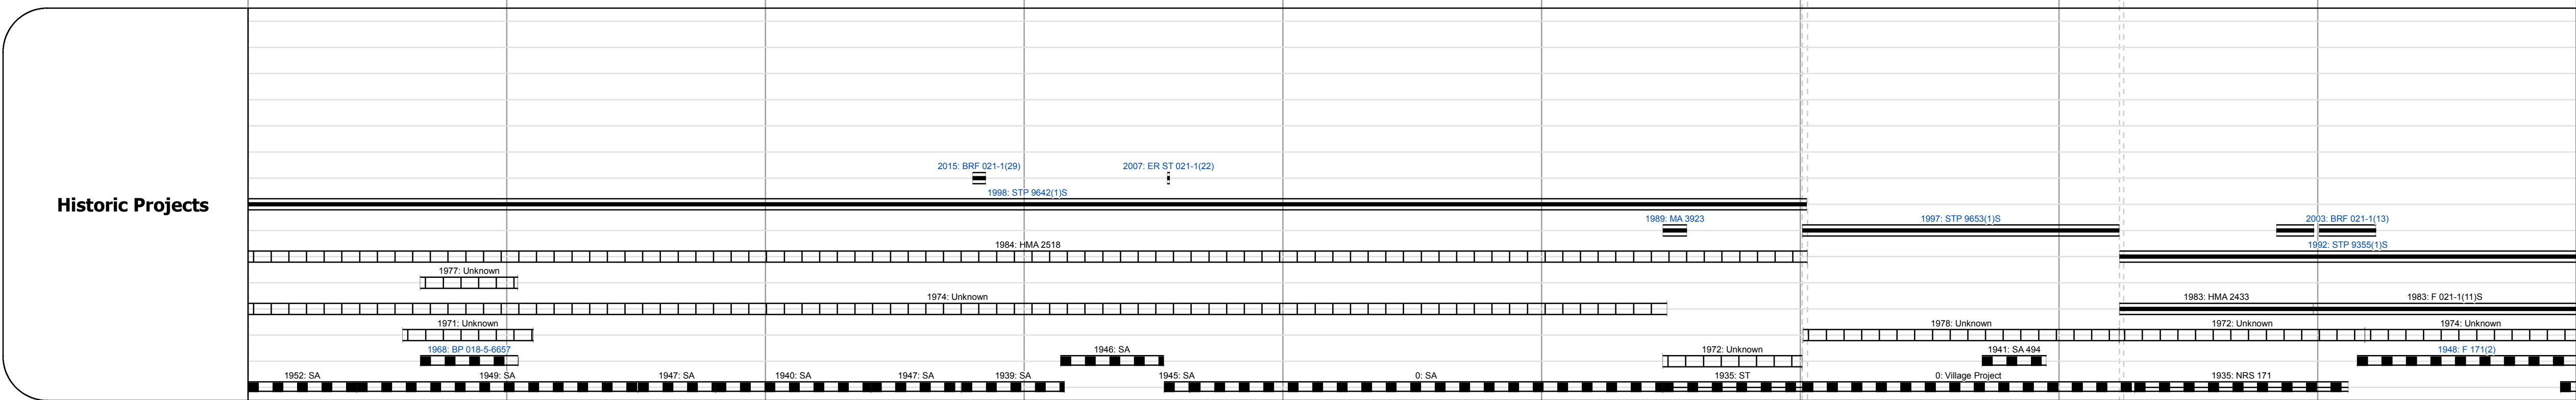 2015: BRF 021-1(29) 2007: ER ST 021-1(22)
1998: STP 9642(1)S
Historic Projects
1989: MA 3923 1997: STP 9653(1)S 2003: BRF 021-1(13)
1984: HMA 2518 1992: STP 9355(1)S
1977: Unknown
1974: Unknown 1983: HMA 2433 1983: F 021-1(11)S
1971: Unknown 1978: Unknown 1972: Unknown 1974: Unknown
1968: BP 018-5-6657 1946: SA 1972: Unknown 1941: SA 494 1948: F 171(2)
1952: SA 1949: SA 1947: SA 1940: SA 1947: SA 1939: SA 1945: SA 0: SA 1935: ST 0: Village Project 1935: NRS 171